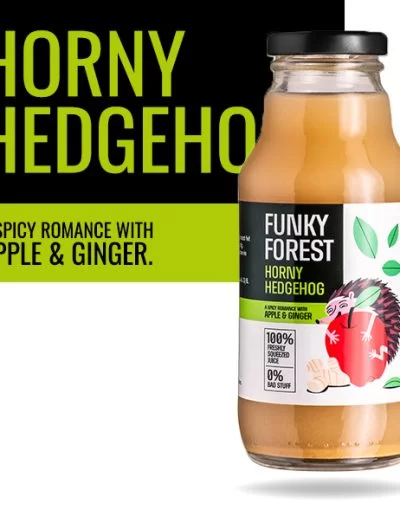 HORNY
HEDGEHO
SPICY ROMANCE WITH
APPLE & GINGER.
FUNKY
FOREST
HORNY
HEDGEHOG
A SPICY ROMANCE WITH
APPLE & GINGER
100%
FRESHLY
SQUEEZED
JUICE
0%
BAD STUFF